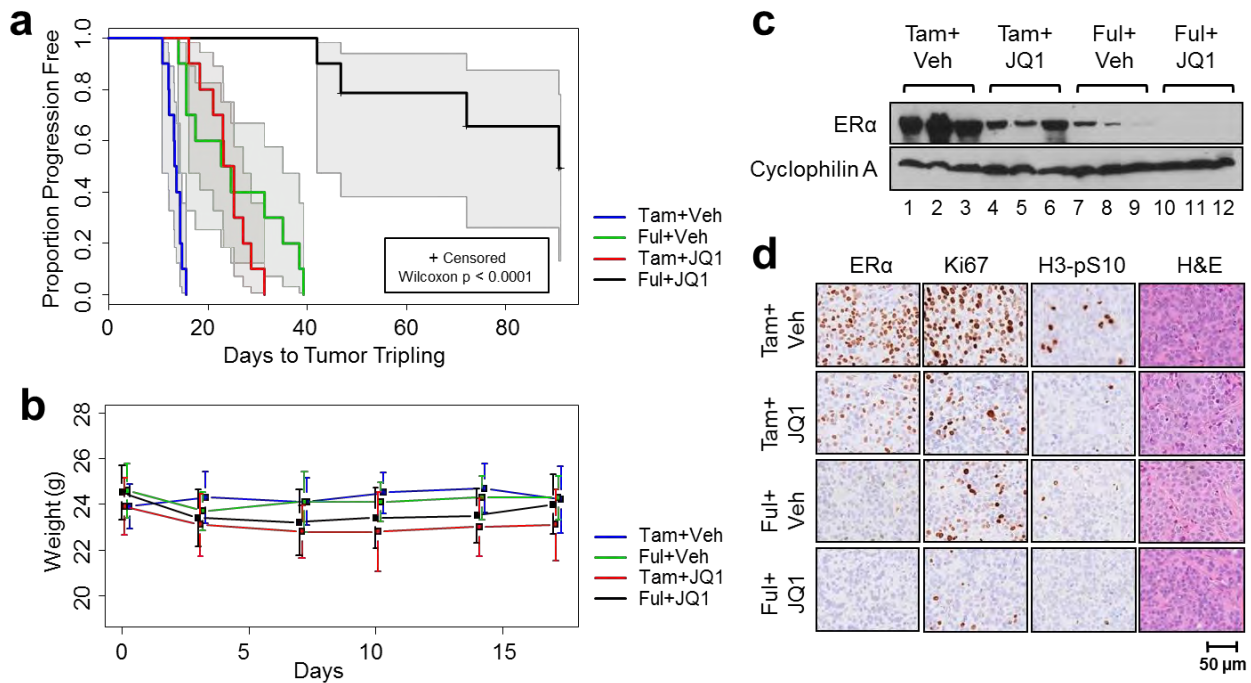 a
Proportion Progression Free
1.0
0.8
0.6
0.4
0.2
0.0
0 20 40 60 80
Days to Tumor Tripling
+ Censored
Wilcoxon p < 0.0001
Tam+Veh
Ful+Veh
Tam+JQ1
Ful+JQ1
b
Weight (g)
28
26
24
22
20
0 5 10 15
Days
Tam+Veh
Ful+Veh
Tam+JQ1
Ful+JQ1
c
Tam+ Tam+ Ful+ Ful+
Veh JQ1 Veh JQ1
ERα
Cyclophilin A
1 2 3 4 5 6 7 8 9 10 11 12
d
ERα Ki67 H3-pS10 H&E
Tam+
Veh
Tam+
JQ1
Ful+
Veh
Ful+
JQ1
50 µm